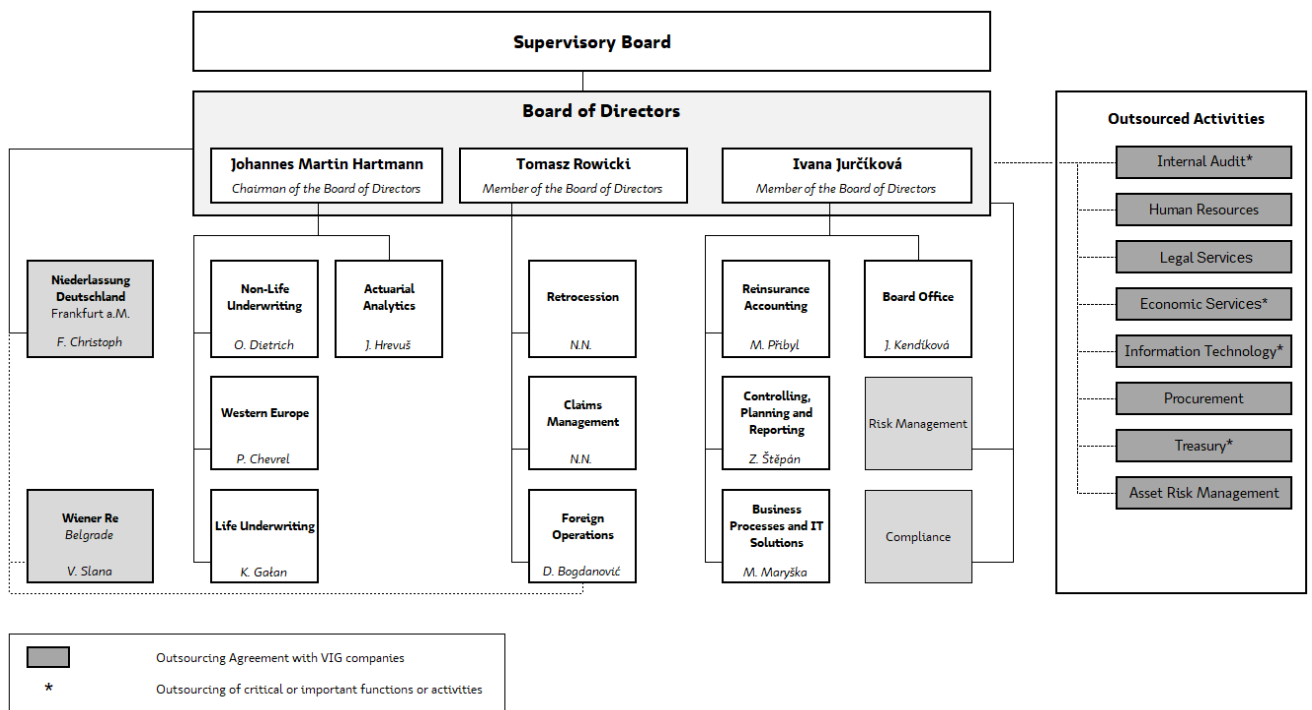 Supervisory Board
Board of Directors
Johannes Martin Hartmann
Chairman of the Board of Directors
Tomasz Rowicki
Member of the Board of Directors
Ivana Jurčíková
Member of the Board of Directors
Niederlassung
Deutschland
Frankfurt a.M.
F. Christoph
Non-Life
Underwriting
O. Dietrich
Actuarial
Analytics
J. Hrevuš
Retrocession
N.N.
Reinsurance
Accounting
M. Přibyl
Board Office
J. Kendíková
Western Europe
P. Chevrel
Claims
Management
N.N.
Controlling,
Planning and
Reporting
Z. Štěpán
Risk Management
Wiener Re
Belgrade
V. Slana
Life Underwriting
K. Gałan
Foreign
Operations
D. Bogdanović
Business
Processes and IT
Solutions
M. Maryška
Compliance
Outsourced Activities
Internal Audit*
Human Resources
Legal Services
Economic Services*
Information Technology*
Procurement
Treasury*
Asset Risk Management
Outsourcing Agreement with VIG companies
* Outsourcing of critical or important functions or activities